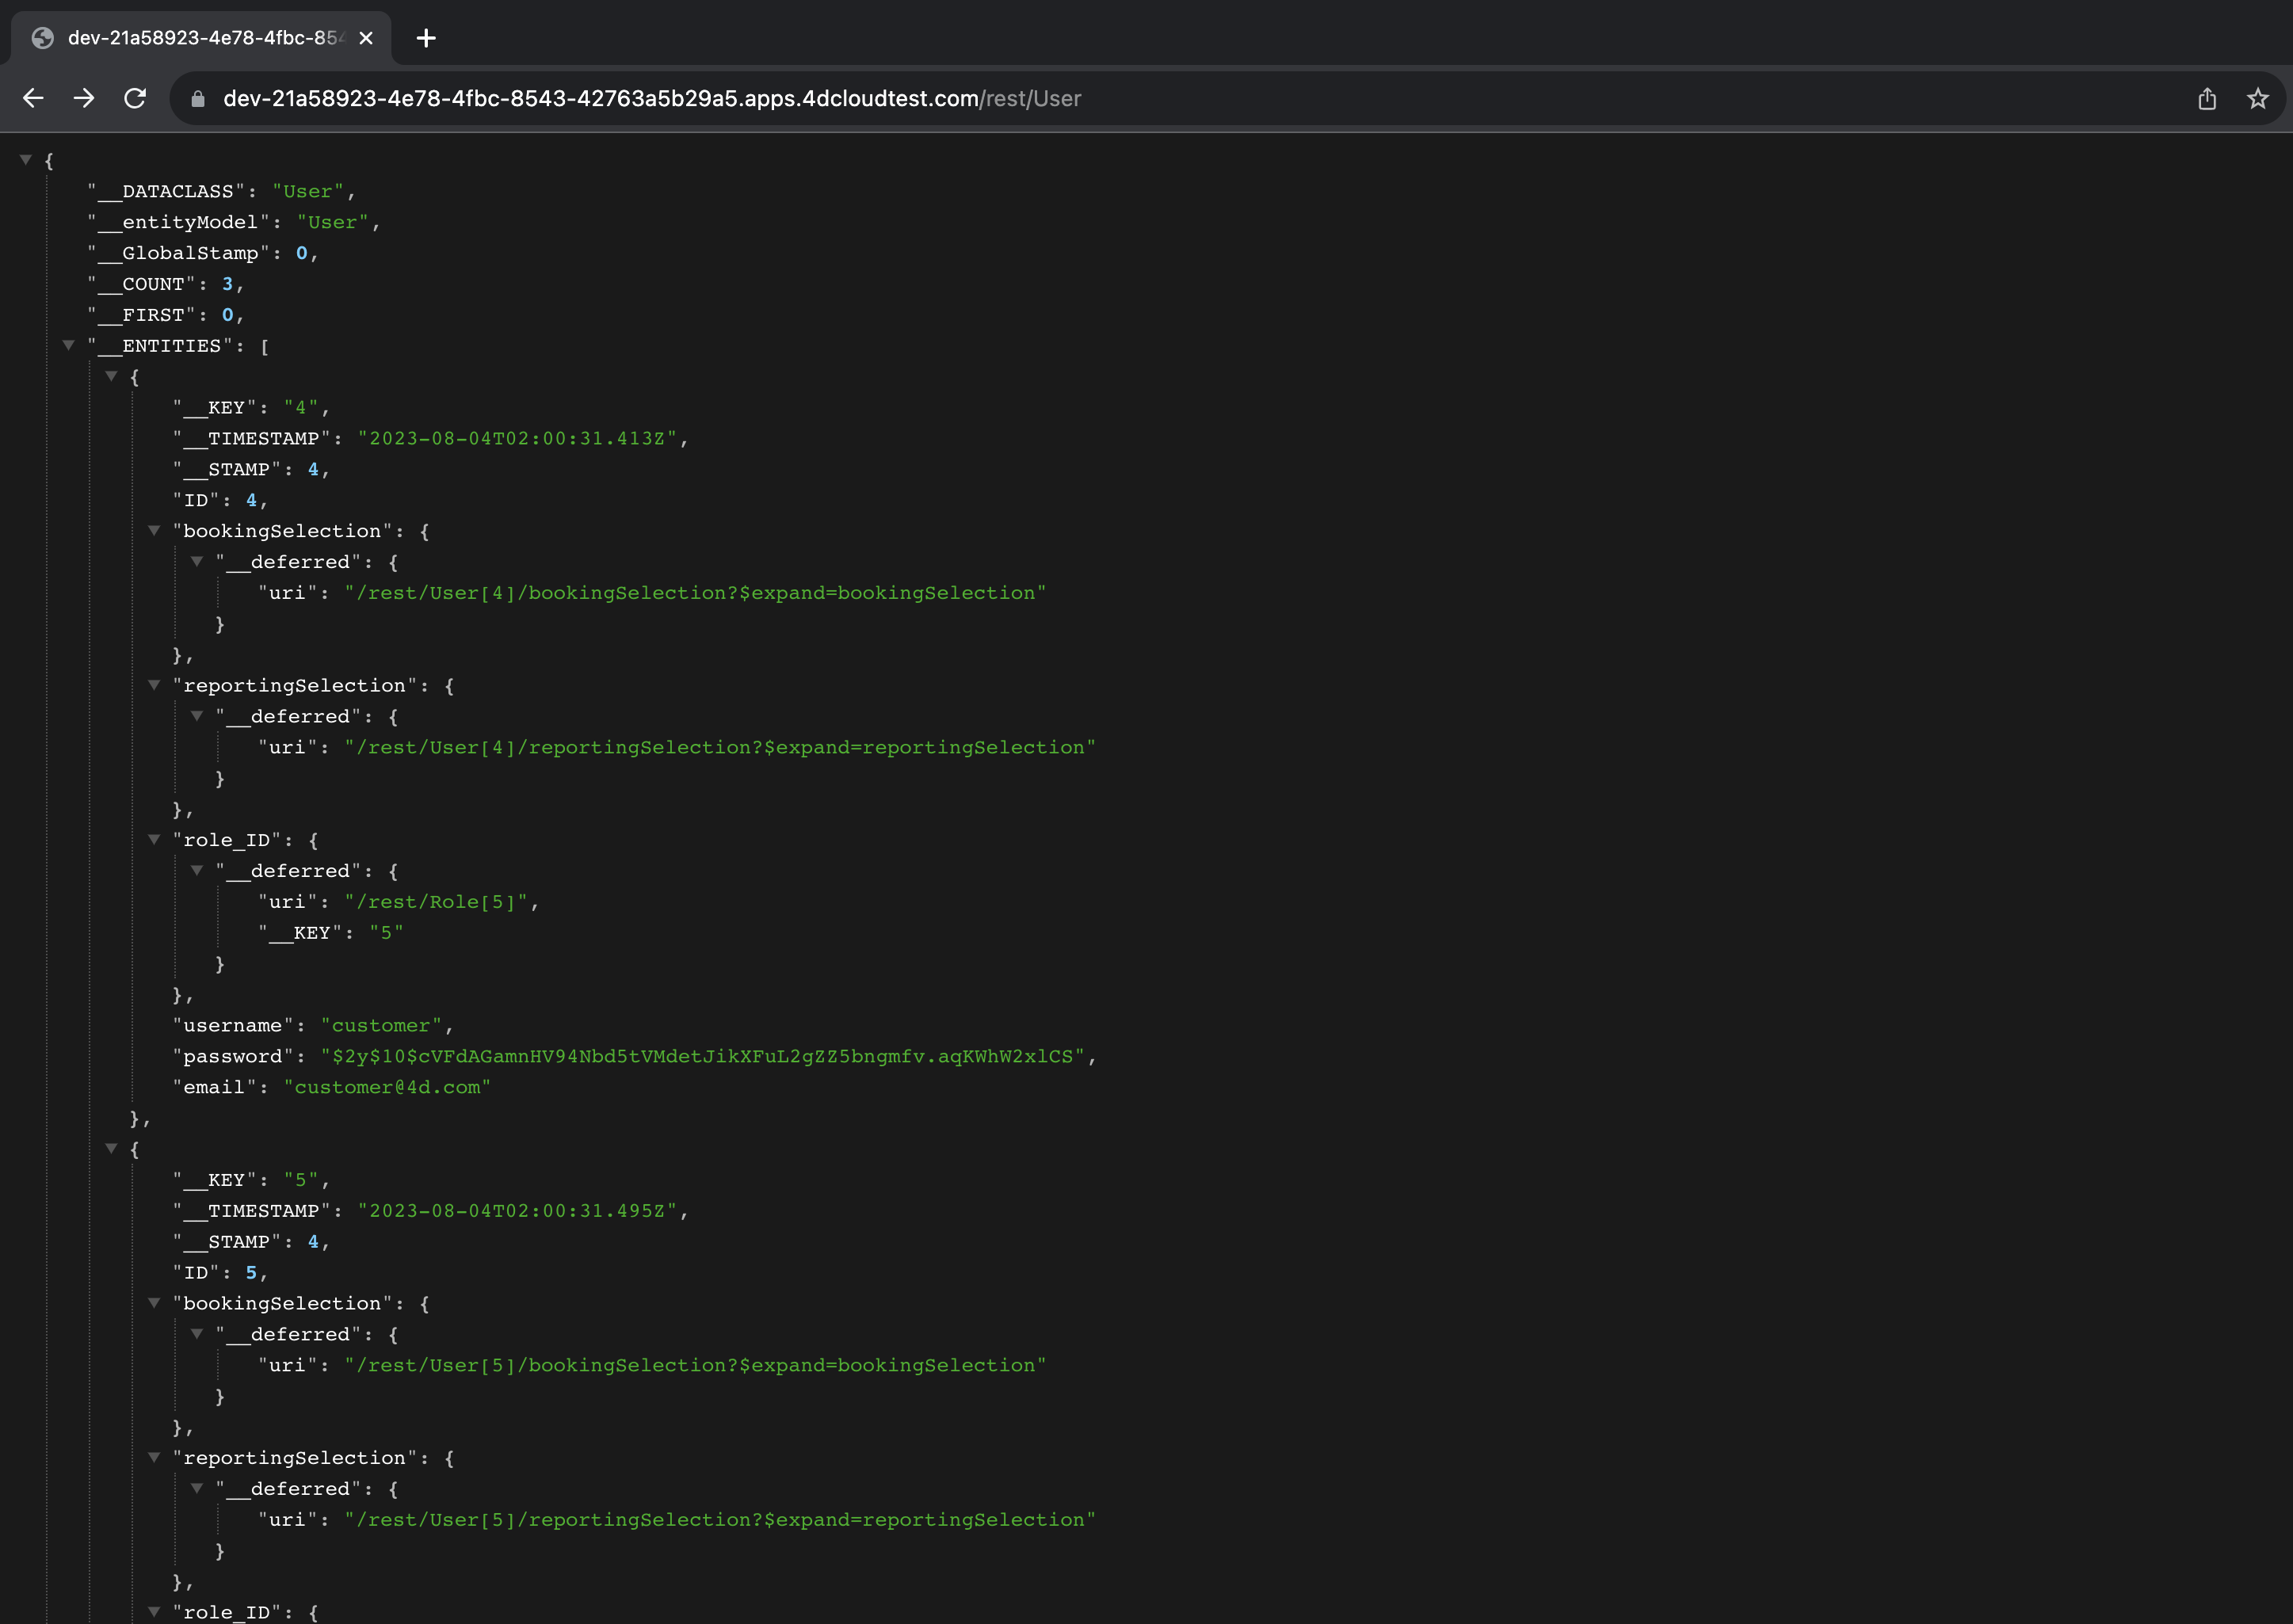 dev-21a58923-4e78-4fbc-854
dev-21a58923-4e78-4fbc-8543-42763a5b29a5.apps.4dcloudtest.com/rest/User
{
"__DATACLASS": "User",
"__entityModel": "User",
"__GlobalStamp": 0,
"__COUNT": 3,
"__FIRST": 0,
"__ENTITIES": [
{
"__KEY": "4",
"__TIMESTAMP": "2023-08-04T02:00:31.413Z",
"__STAMP": 4,
"ID": 4,
"bookingSelection": {
"__deferred": {
"uri": "/rest/User[4]/bookingSelection?$expand=bookingSelection"
}
},
"reportingSelection": {
"__deferred": {
"uri": "/rest/User[4]/reportingSelection?$expand=reportingSelection"
}
},
"role_ID": {
"__deferred": {
"uri": "/rest/Role[5]",
"__KEY": "5"
}
},
"username": "customer",
"password": "$2y$10$cVFdAGamnHV94Nbd5tVMdetJikXFuL2gZZ5bngmfv.aqKWhW2xlCS",
"email": "customer@4d.com"
},
{
"__KEY": "5",
"__TIMESTAMP": "2023-08-04T02:00:31.495Z",
"__STAMP": 4,
"ID": 5,
"bookingSelection": {
"__deferred": {
"uri": "/rest/User[5]/bookingSelection?$expand=bookingSelection"
}
},
"reportingSelection": {
"__deferred": {
"uri": "/rest/User[5]/reportingSelection?$expand=reportingSelection"
}
},
"role_ID": {